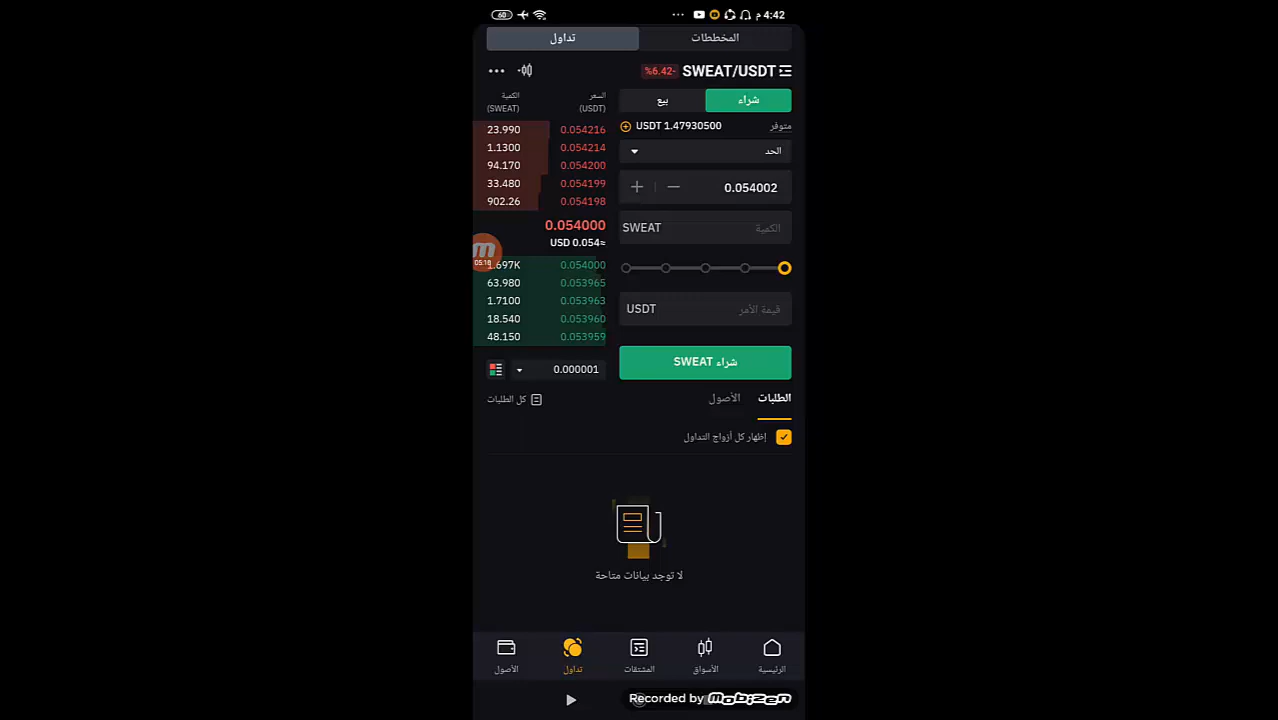 4:42 م
60
المخططات
تداول
SWEAT/USDT
-6.42%
شراء
بيع
السعر
(USDT)
الكمية
(SWEAT)
متوفر
USDT 1.47930500
الحد
0.054002
الكمية
SWEAT
قيمة الأمر
USDT
شراء SWEAT
0.054216
23.990
0.054214
1.1300
0.054200
94.170
0.054199
33.480
0.054198
902.26
0.054000
≈0.054 USD
0.054000
1.697K
0.053965
63.980
0.053963
1.7100
0.053960
18.540
0.053959
48.150
05:10
0.000001
الطلبات
الأصول
كل الطلبات
إظهار كل أزواج التداول
لا توجد بيانات متاحة
الرئيسية
الأسواق
المشتقات
تداول
الأصول
Recorded by mobizen